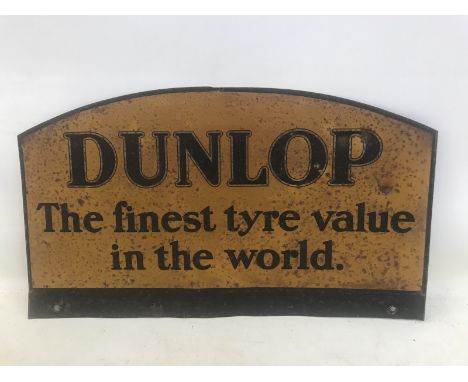 DUNLOP
The finest tyre value
in the world.